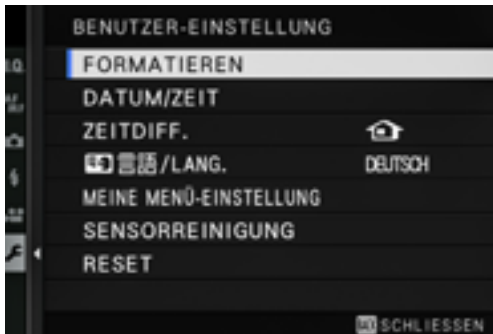 BENUTZER-EINSTELLUNG
FORMATIEREN
DATUM/ZEIT
ZEITDIFF.
言語/LANG. DEUTSCH
MEINE MENÜ-EINSTELLUNG
SENSORREINIGUNG
RESET
SCHLIESSEN